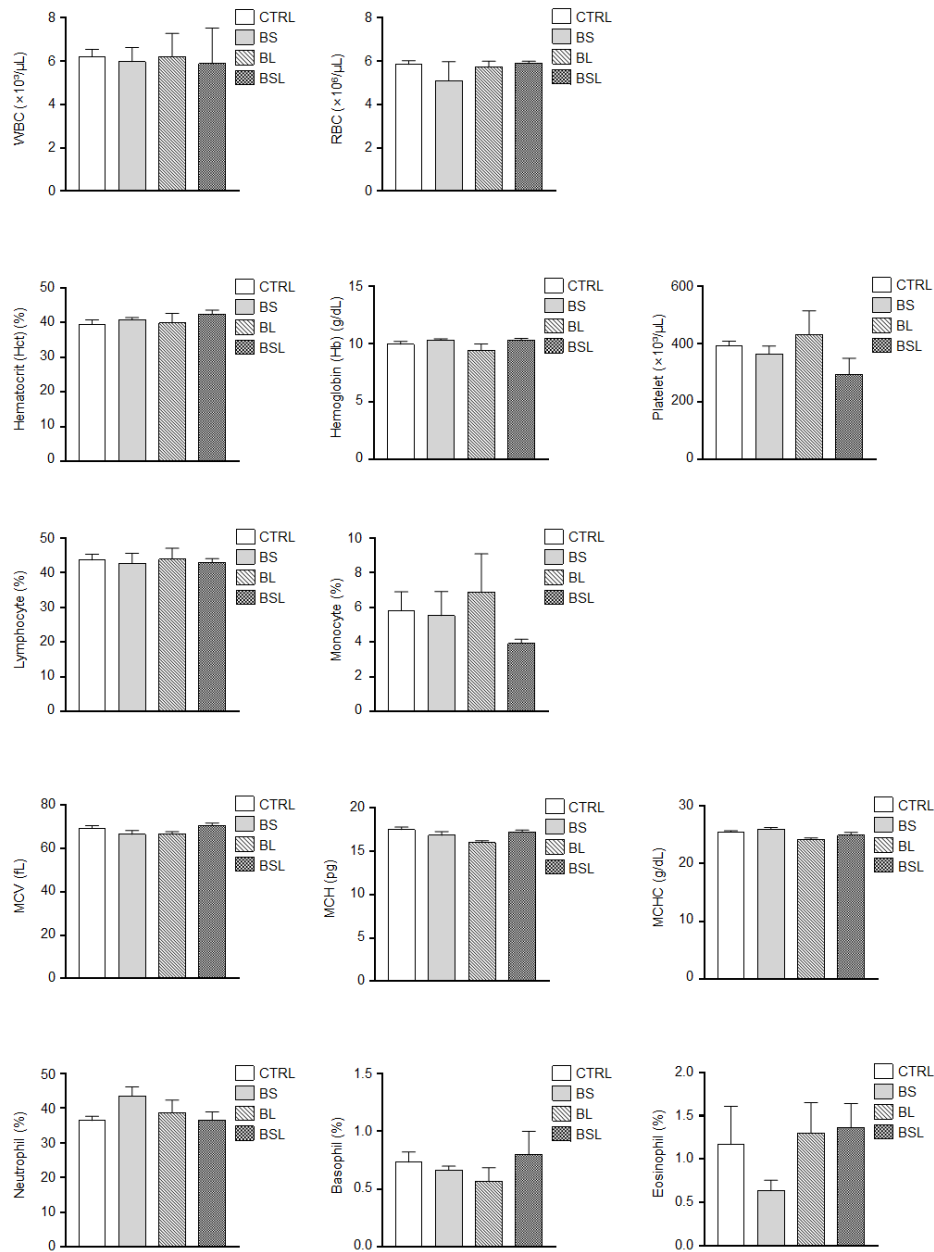 WBC (×10³/μL)
8
6
4
2
0
CTRL
BS
BL
BSL
RBC (×10⁶/μL)
8
6
4
2
0
CTRL
BS
BL
BSL
Hematocrit (Hct) (%)
50
40
30
20
10
0
CTRL
BS
BL
BSL
Hemoglobin (Hb) (g/dL)
15
10
5
0
CTRL
BS
BL
BSL
Platelet (×10³/μL)
600
400
200
0
CTRL
BS
BL
BSL
Lymphocyte (%)
50
40
30
20
10
0
CTRL
BS
BL
BSL
Monocyte (%)
10
8
6
4
2
0
CTRL
BS
BL
BSL
MCV (fL)
80
60
40
20
0
CTRL
BS
BL
BSL
MCH (pg)
20
15
10
5
0
CTRL
BS
BL
BSL
MCHC (g/dL)
30
20
10
0
CTRL
BS
BL
BSL
Neutrophil (%)
50
40
30
20
10
0
CTRL
BS
BL
BSL
Basophil (%)
1.5
1.0
0.5
0.0
CTRL
BS
BL
BSL
Eosinophil (%)
2.0
1.5
1.0
0.5
0.0
CTRL
BS
BL
BSL